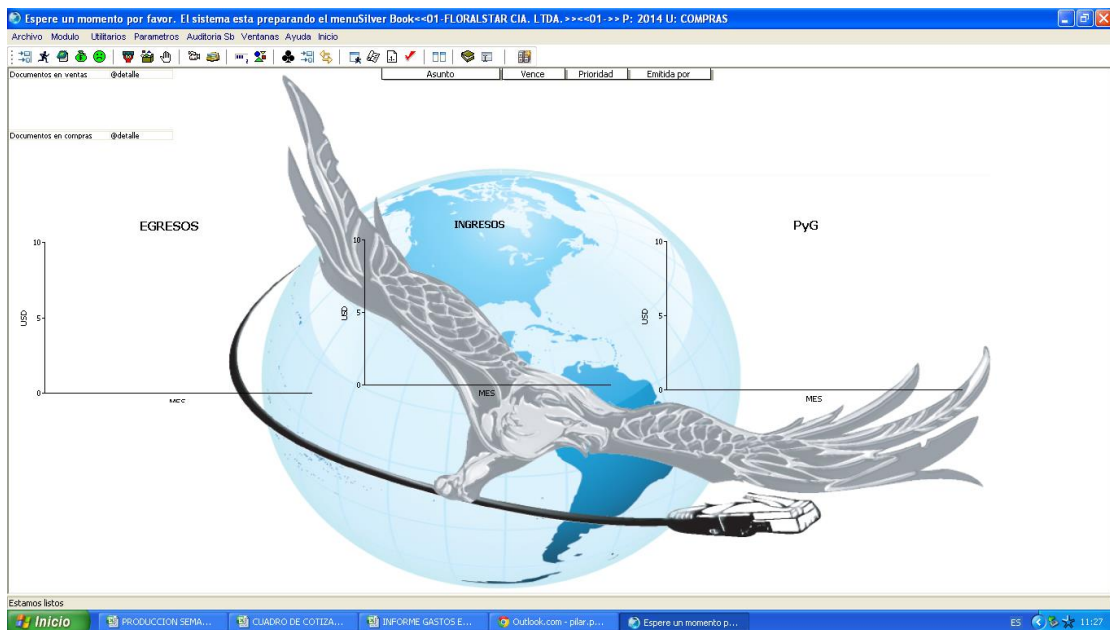 Espere un momento por favor. El sistema esta preparando el menuSilver Book<<01-FLORALSTAR CIA. LTDA. >><<01->> P: 2014 U: COMPRAS
Archivo Modulo Utilitarios Parametros Auditoria Sb Ventanas Ayuda Inicio
Documentos en ventas @detalle
Asunto Vence Prioridad Emitida por
Documentos en compras @detalle
EGRESOS
10
5
0
USD
MES
INGRESOS
10
5
0
USD
MES
PyG
10
5
0
USD
MES
Estamos listos
Inicio PRODUCCION SEMA... CUADRO DE COTIZA... INFORME GASTOS E... Outlook.com - pilar.p... Espere un momento p... ES 11:27